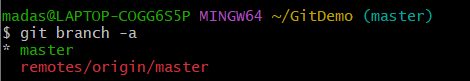 madas@LAPTOP-COGG6S5P MINGW64 ~/GitDemo (master)
$ git branch -a
* master
  remotes/origin/master